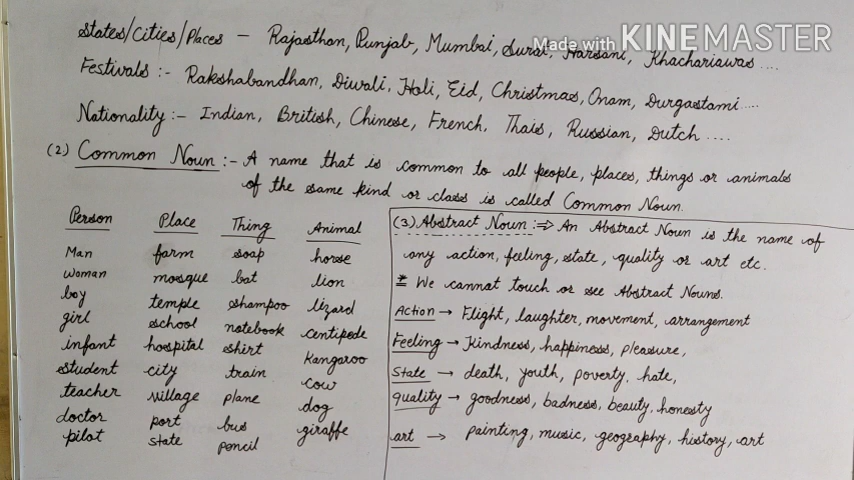 States/Cities/Places - Rajasthan, Punjab, Mumbai, Surat, Harsani, Khachariawas ....
Made with KINEMASTER
Festivals :- Rakshabandhan, Diwali, Holi, Eid, Christmas, Onam, Durgastami ....
Nationality :- Indian, British, Chinese, French, Thais, Russian, Dutch ....
(2.) Common Noun :- A name that is common to all people, places, things or animals
of the same kind or class is called Common Noun.
Person Place Thing Animal
Man farm soap horse
woman mosque bat lion
boy temple shampoo lizard
girl school notebook centipede
infant hospital shirt Kangaroo
student city train cow
teacher village plane dog
doctor port bus giraffe
pilot state pencil
(3.) Abstract Noun :⇒ An Abstract Noun is the name of
any action, feeling, state, quality or art etc.
* We cannot touch or see Abstract Nouns.
Action → Flight, laughter, movement, arrangement
Feeling → Kindness, happiness, pleasure,
State → death, youth, poverty, hate,
quality → goodness, badness, beauty, honesty
art → painting, music, geography, history, art